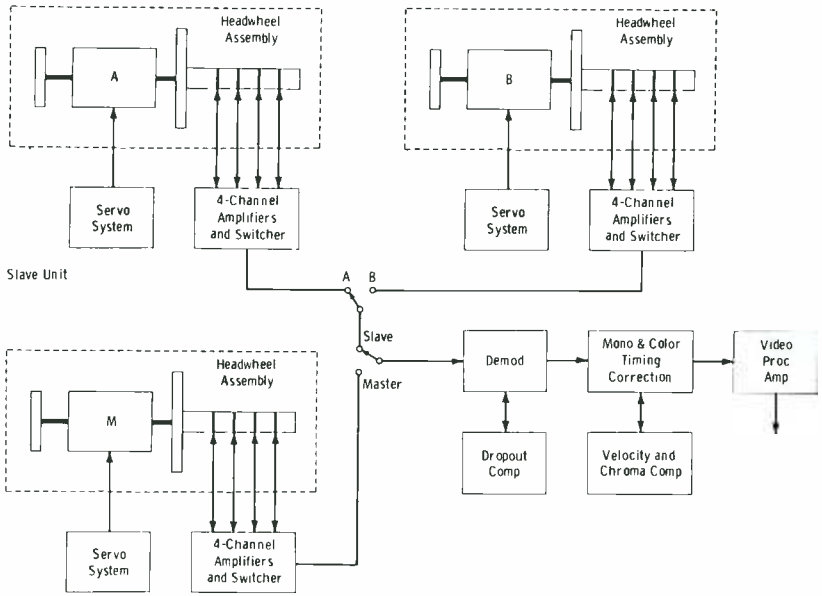 Headwheel
Assembly
A
Servo
System
4-Channel
Amplifiers
and Switcher
Headwheel
Assembly
B
Servo
System
4-Channel
Amplifiers
and Switcher
Slave Unit
A
B
Slave
Master
Headwheel
Assembly
M
Servo
System
4-Channel
Amplifiers
and Switcher
Demod
Dropout
Comp
Mono & Color
Timing
Correction
Velocity and
Chroma Comp
Video
Proc
Amp